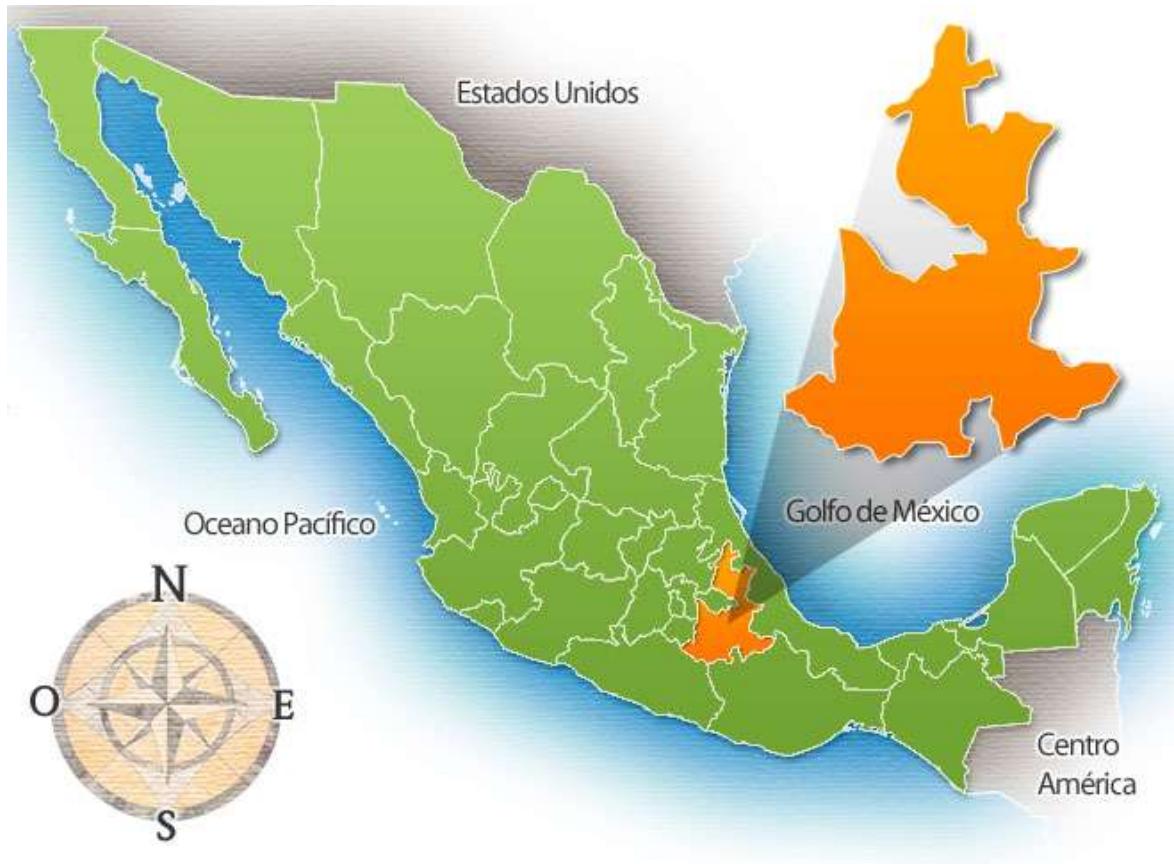 Estados Unidos
Golfo de México
Oceano Pacífico
N
O
E
S
Centro
América